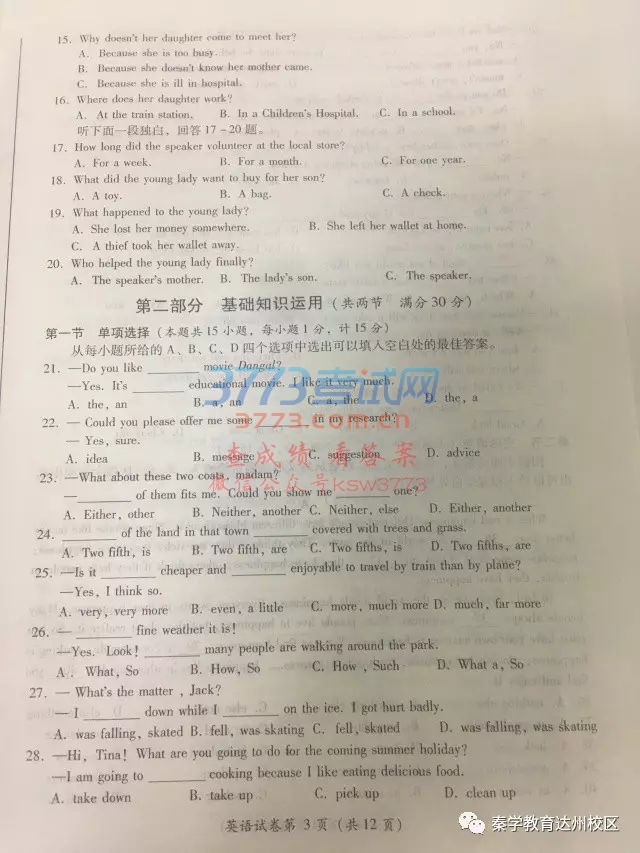 15. Why doesn't her daughter come to meet her?
A. Because she is too busy.
B. Because she doesn't know her mother came.
C. Because she is ill in hospital.
16. Where does her daughter work?
A. At the train station. B. In a Children's Hospital. C. In a school.
听下面一段独白，回答17-20题。
17. How long did the speaker volunteer at the local store?
A. For a week. B. For a month. C. For one year.
18. What did the young lady want to buy for her son?
A. A toy. B. A bag. C. A check.
19. What happened to the young lady?
A. She lost her money somewhere. B. She left her wallet at home.
C. A thief took her wallet away.
20. Who helped the young lady finally?
A. The speaker's mother. B. The lady's son. C. The speaker.
第二部分 基础知识运用（共两节 满分30分）
第一节 单项选择（本题共15小题，每小题1分，计15分）
从每小题所给的A、B、C、D四个选项中选出可以填入空白处的最佳答案。
21. —Do you like ________ movie Dangal?
—Yes. It's ________ educational movie. I like it very much.
A. the, an B. a, an C. a, the D. the, a
3773考试网
3773.com.cn
22. — Could you please offer me some ________ in my research?
— Yes, sure.
A. idea B. message C. suggestion D. advice
查成绩 看答案
微信公众号ksw3773
23. —What about these two coats, madam?
—________ of them fits me. Could you show me ________ one?
A. Either, other B. Neither, another C. Neither, else D. Either, another
24. ________ of the land in that town ________ covered with trees and grass.
A. Two fifth, is B. Two fifth, are C. Two fifths, is D. Two fifths, are
25. —Is it ________ cheaper and ________ enjoyable to travel by train than by plane?
—Yes, I think so.
A. very, very more B. even, a little C. more, much more D. much, far more
26. —________ fine weather it is!
—Yes. Look! ________ many people are walking around the park.
A. What, So B. How, So C. How, Such D. What a, So
27. — What's the matter, Jack?
— I ________ down while I ________ on the ice. I got hurt badly.
A. was falling, skated B. fell, was skating C. fell, skated D. was falling, was skating
28. —Hi, Tina! What are you going to do for the coming summer holiday?
—I am going to ________ cooking because I like eating delicious food.
A. take down B. take up C. pick up D. clean up
英语试卷第 3 页（共12页）
秦学教育达州校区